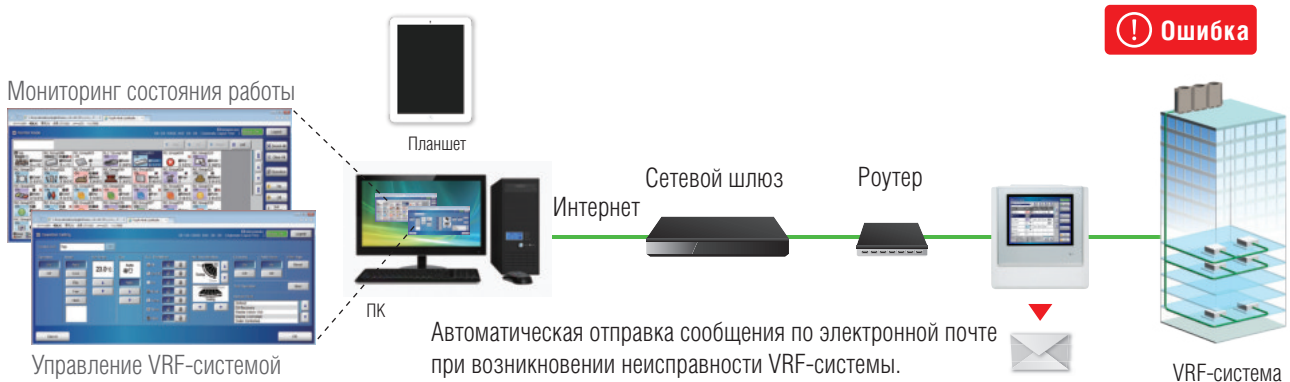 Ошибка
Мониторинг состояния работы
Планшет
Сетевой шлюз
Роутер
Интернет
ПК
Автоматическая отправка сообщения по электронной почте
при возникновении неисправности VRF-системы.
Управление VRF-системой
VRF-система